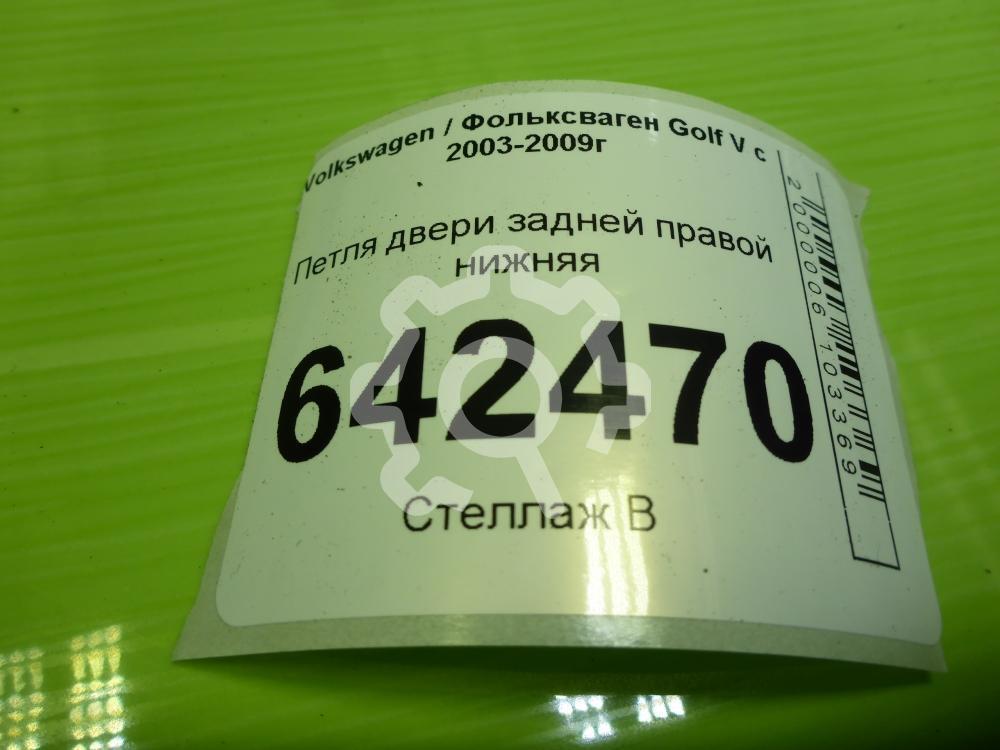 Volkswagen / Фольксваген Golf V с
2003-2009г
Петля двери задней правой
нижняя
642470
Стеллаж В
2000006103369